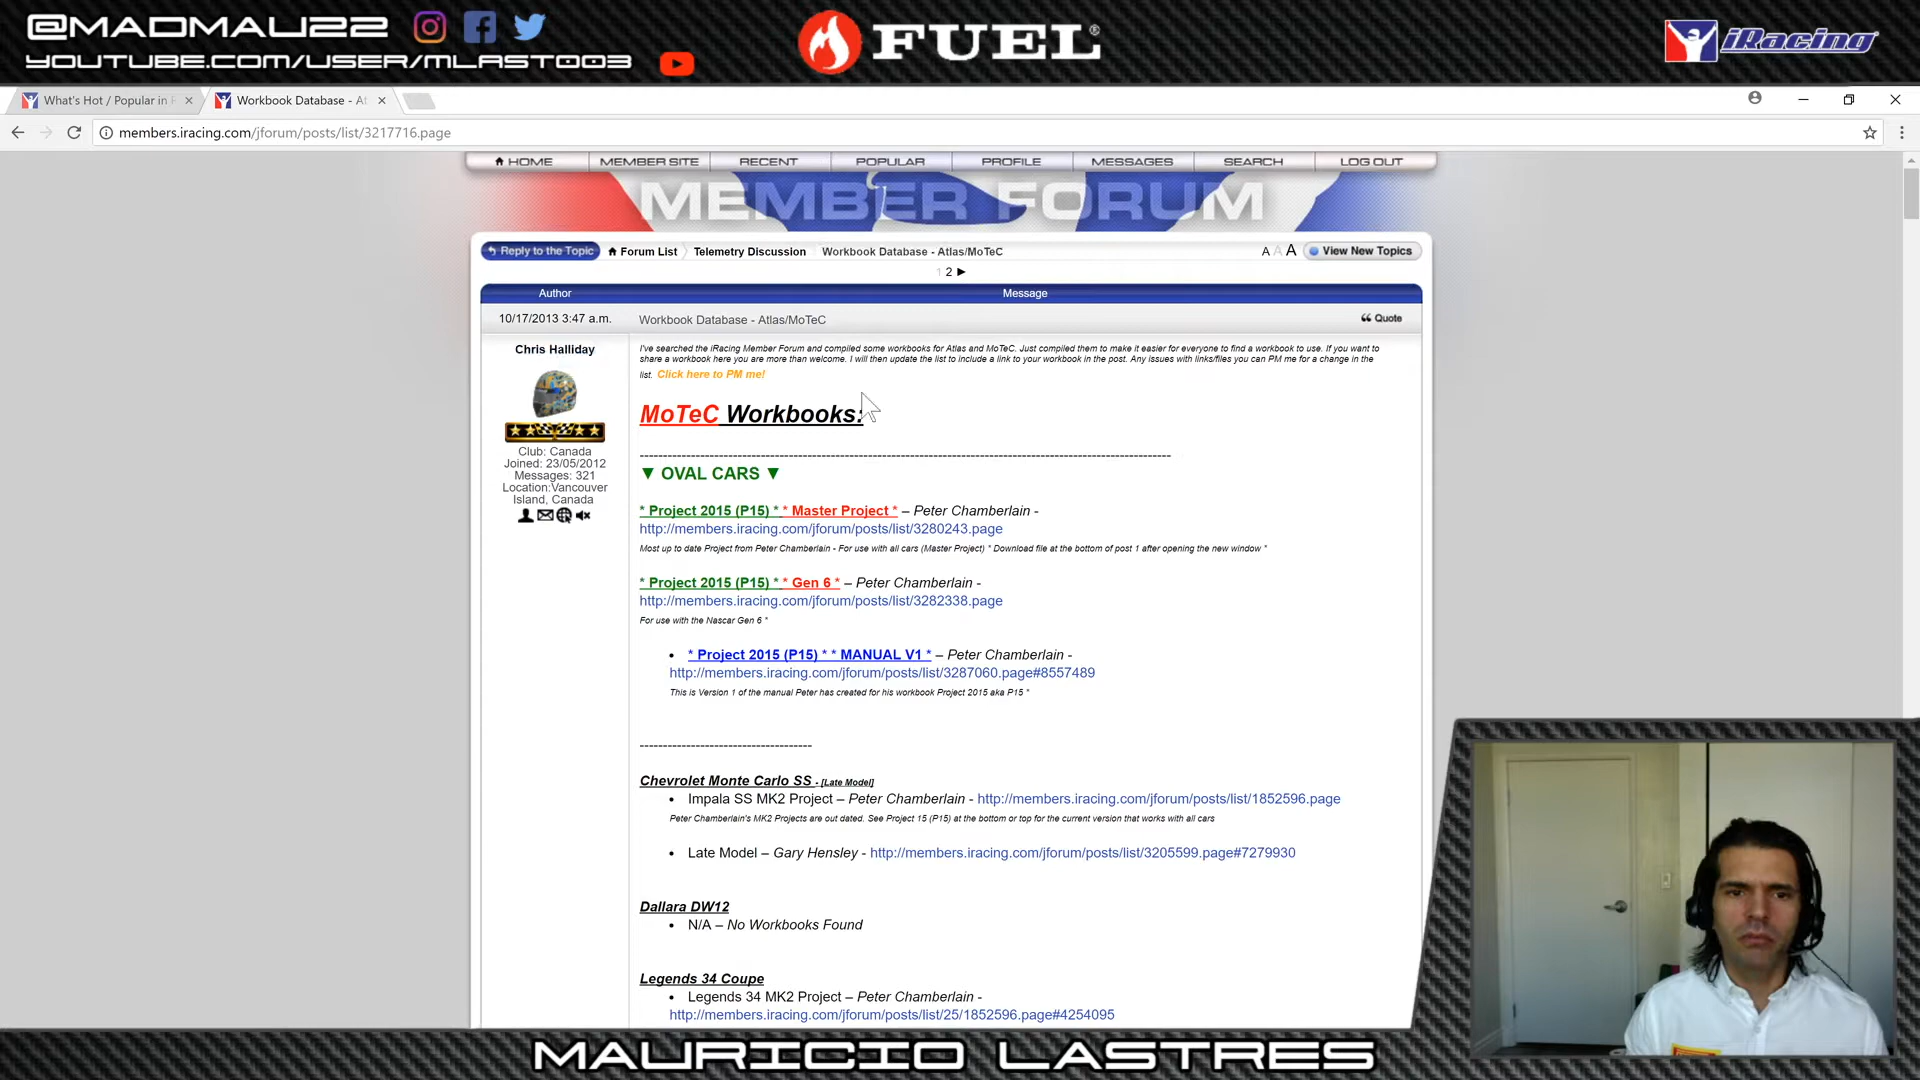 @MADMAU22
YOUTUBE.COM/USER/MLAST003
FUEL®
iRacing
What's Hot / Popular in
Workbook Database - At
members.iracing.com/jforum/posts/list/3217716.page
HOME MEMBER SITE RECENT POPULAR PROFILE MESSAGES SEARCH LOG OUT
MEMBER FORUM
Reply to the Topic Forum List Telemetry Discussion Workbook Database - Atlas/MoTeC A A A View New Topics
1 2 ►
Author Message
10/17/2013 3:47 a.m. Workbook Database - Atlas/MoTeC Quote
Chris Halliday
Club: Canada
Joined: 23/05/2012
Messages: 321
Location:Vancouver
Island, Canada
I've searched the iRacing Member Forum and compiled some workbooks for Atlas and MoTeC. Just compiled them to make it easier for everyone to find a workbook to use. If you want to
share a workbook here you are more than welcome. I will then update the list to include a link to your workbook in the post. Any issues with links/files you can PM me for a change in the
list. Click here to PM me!
MoTeC Workbooks:
------------------------------------------------------------------------------------------------------------------
▼ OVAL CARS ▼
* Project 2015 (P15) * * Master Project * – Peter Chamberlain -
http://members.iracing.com/jforum/posts/list/3280243.page
Most up to date Project from Peter Chamberlain - For use with all cars (Master Project) * Download file at the bottom of post 1 after opening the new window *
* Project 2015 (P15) * * Gen 6 * – Peter Chamberlain -
http://members.iracing.com/jforum/posts/list/3282338.page
For use with the Nascar Gen 6 *
• * Project 2015 (P15) * * MANUAL V1 * – Peter Chamberlain -
http://members.iracing.com/jforum/posts/list/3287060.page#8557489
This is Version 1 of the manual Peter has created for his workbook Project 2015 aka P15 *
-------------------------------------
Chevrolet Monte Carlo SS - [Late Model]
• Impala SS MK2 Project – Peter Chamberlain - http://members.iracing.com/jforum/posts/list/1852596.page
Peter Chamberlain's MK2 Projects are out dated. See Project 15 (P15) at the bottom or top for the current version that works with all cars
• Late Model – Gary Hensley - http://members.iracing.com/jforum/posts/list/3205599.page#7279930
Dallara DW12
• N/A – No Workbooks Found
Legends 34 Coupe
• Legends 34 MK2 Project – Peter Chamberlain -
http://members.iracing.com/jforum/posts/list/25/1852596.page#4254095
MAURICIO LASTRES